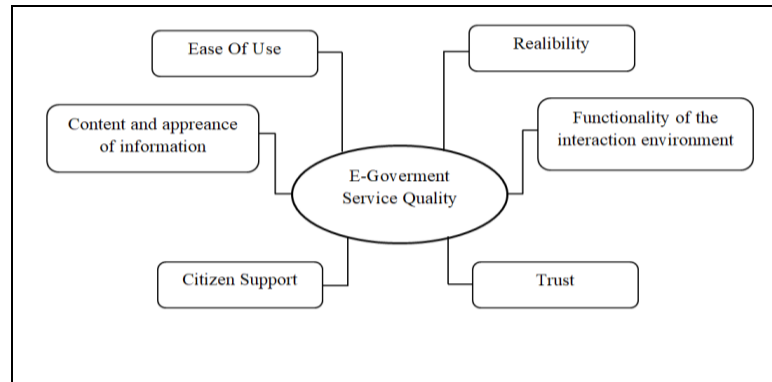 Ease Of Use
Realibility
Content and appreance
of information
Functionality of the
interaction environment
E-Goverment
Service Quality
Citizen Support
Trust